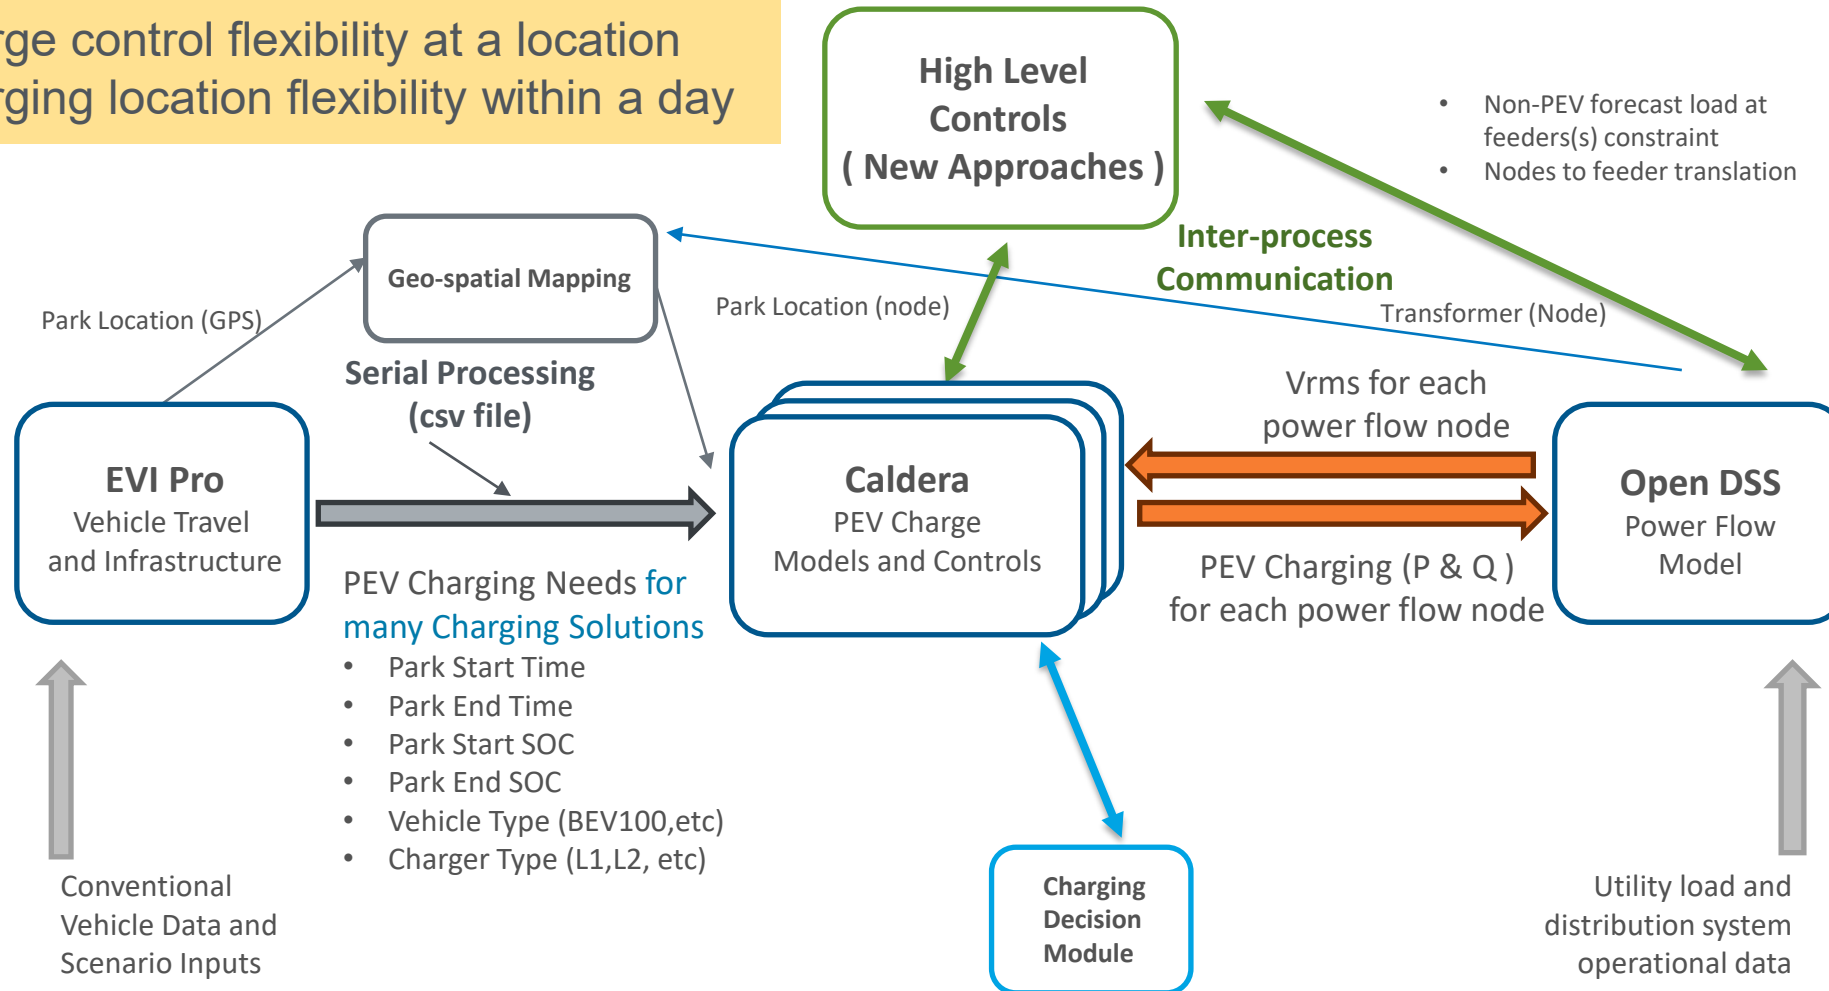 control flexibility at a location
location flexibility within a day
High Level
Controls
( New Approaches )
• Non-PEV forecast load at
feeders(s) constraint
• Nodes to feeder translation
Geo-spatial Mapping
Inter-process
Communication
Park Location (GPS)
Park Location (node)
Transformer (Node)
Serial Processing
(csv file)
Vrms for each
power flow node
EVI Pro
Vehicle Travel
and Infrastructure
Caldera
PEV Charge
Models and Controls
Open DSS
Power Flow
Model
PEV Charging (P & Q )
for each power flow node
PEV Charging Needs for
many Charging Solutions
• Park Start Time
• Park End Time
• Park Start SOC
• Park End SOC
• Vehicle Type (BEV100,etc)
• Charger Type (L1,L2, etc)
Conventional
Vehicle Data and
Scenario Inputs
Charging
Decision
Module
Utility load and
distribution system
operational data